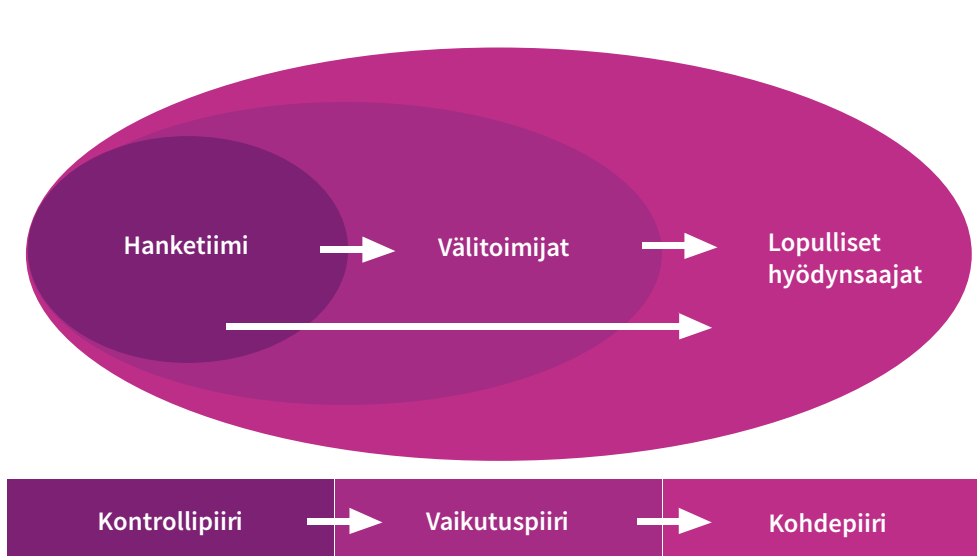 Hanketiimi
Välitoimijat
Lopulliset
hyödynsaajat
Kontrollipiiri
Vaikutuspiiri
Kohdepiiri